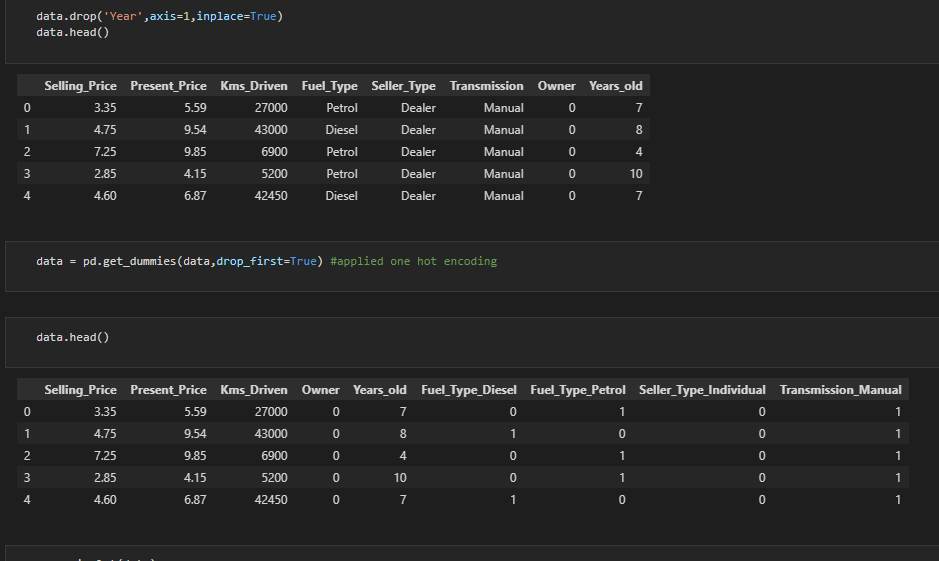 data.drop('Year',axis=1,inplace=True)
data.head()
Selling_Price Present_Price Kms_Driven Fuel_Type Seller_Type Transmission Owner Years_old
0 3.35 5.59 27000 Petrol Dealer Manual 0 7
1 4.75 9.54 43000 Diesel Dealer Manual 0 8
2 7.25 9.85 6900 Petrol Dealer Manual 0 4
3 2.85 4.15 5200 Petrol Dealer Manual 0 10
4 4.60 6.87 42450 Diesel Dealer Manual 0 7
data = pd.get_dummies(data,drop_first=True) #applied one hot encoding
data.head()
Selling_Price Present_Price Kms_Driven Owner Years_old Fuel_Type_Diesel Fuel_Type_Petrol Seller_Type_Individual Transmission_Manual
0 3.35 5.59 27000 0 7 0 1 0 1
1 4.75 9.54 43000 0 8 1 0 0 1
2 7.25 9.85 6900 0 4 0 1 0 1
3 2.85 4.15 5200 0 10 0 1 0 1
4 4.60 6.87 42450 0 7 1 0 0 1